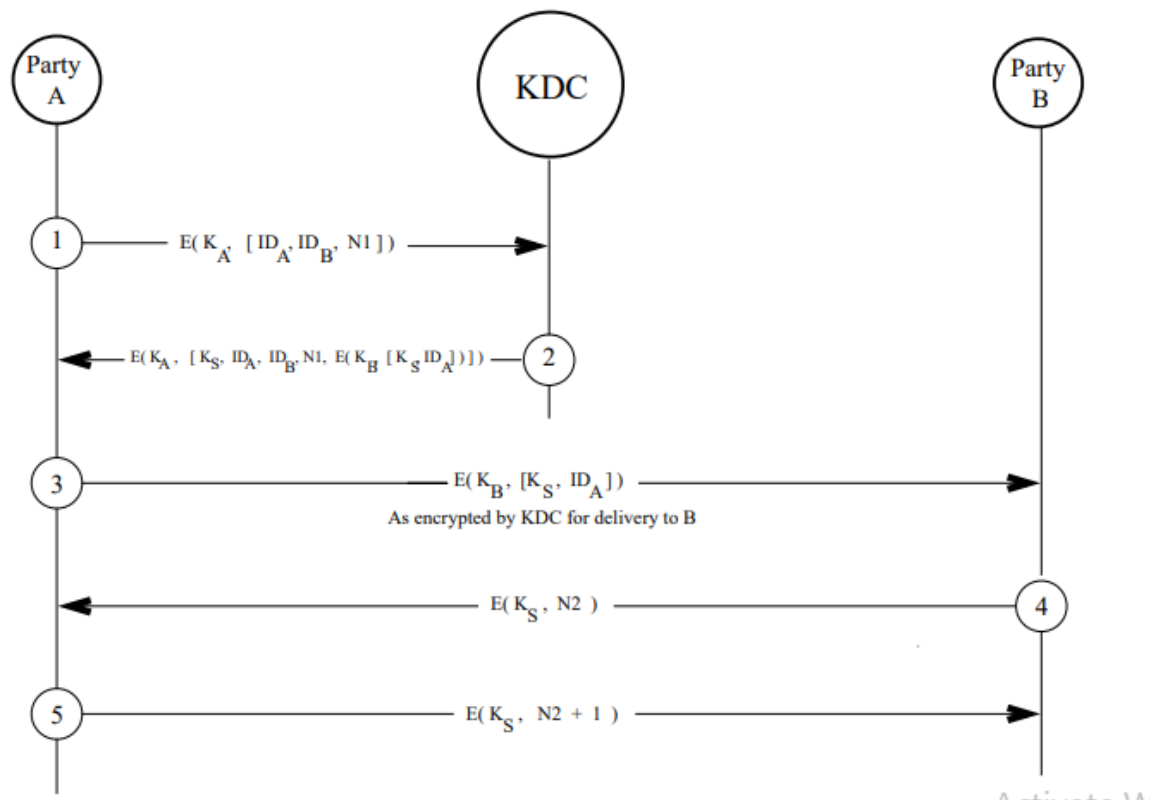 Party
A
KDC
Party
B
1
E( K_A, [ ID_A, ID_B, N1 ] )
E( K_A, [ K_S, ID_A, ID_B, N1, E( K_B [ K_S ID_A ] ) ] )
2
3
E( K_B, [K_S, ID_A ] )
As encrypted by KDC for delivery to B
E( K_S, N2 )
4
5
E( K_S, N2 + 1 )